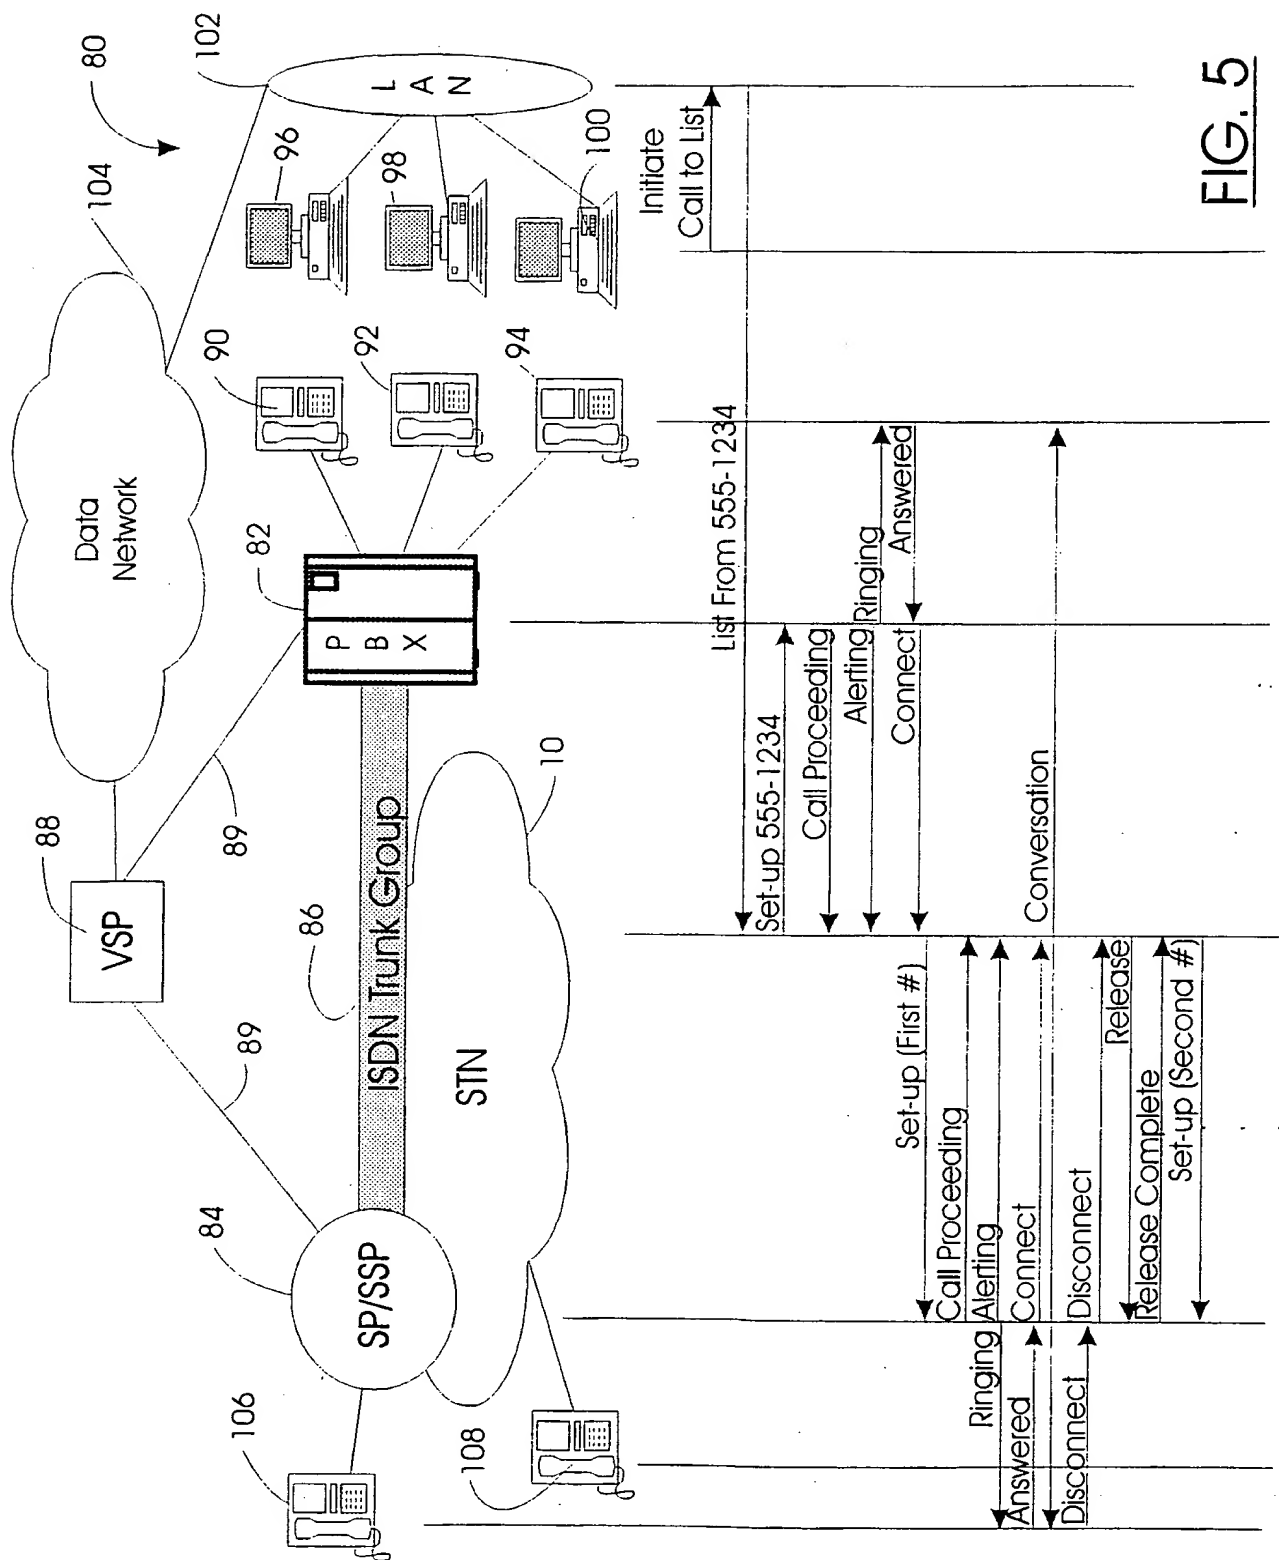 80
102
104
Data
Network
L
A
N
96
98
100
90
92
94
82
P
B
X
88
VSP
89
89
86
ISDN Trunk Group
10
STN
84
SP/SSP
106
108
Initiate
Call to List
List From 555-1234
Set-up 555-1234
Call Proceeding
Alerting
Ringing
Answered
Connect
Set-up (First #)
Call Proceeding
Alerting
Ringing
Connect
Answered
Conversation
Disconnect
Disconnect
Release
Release Complete
Set-up (Second #)
FIG. 5